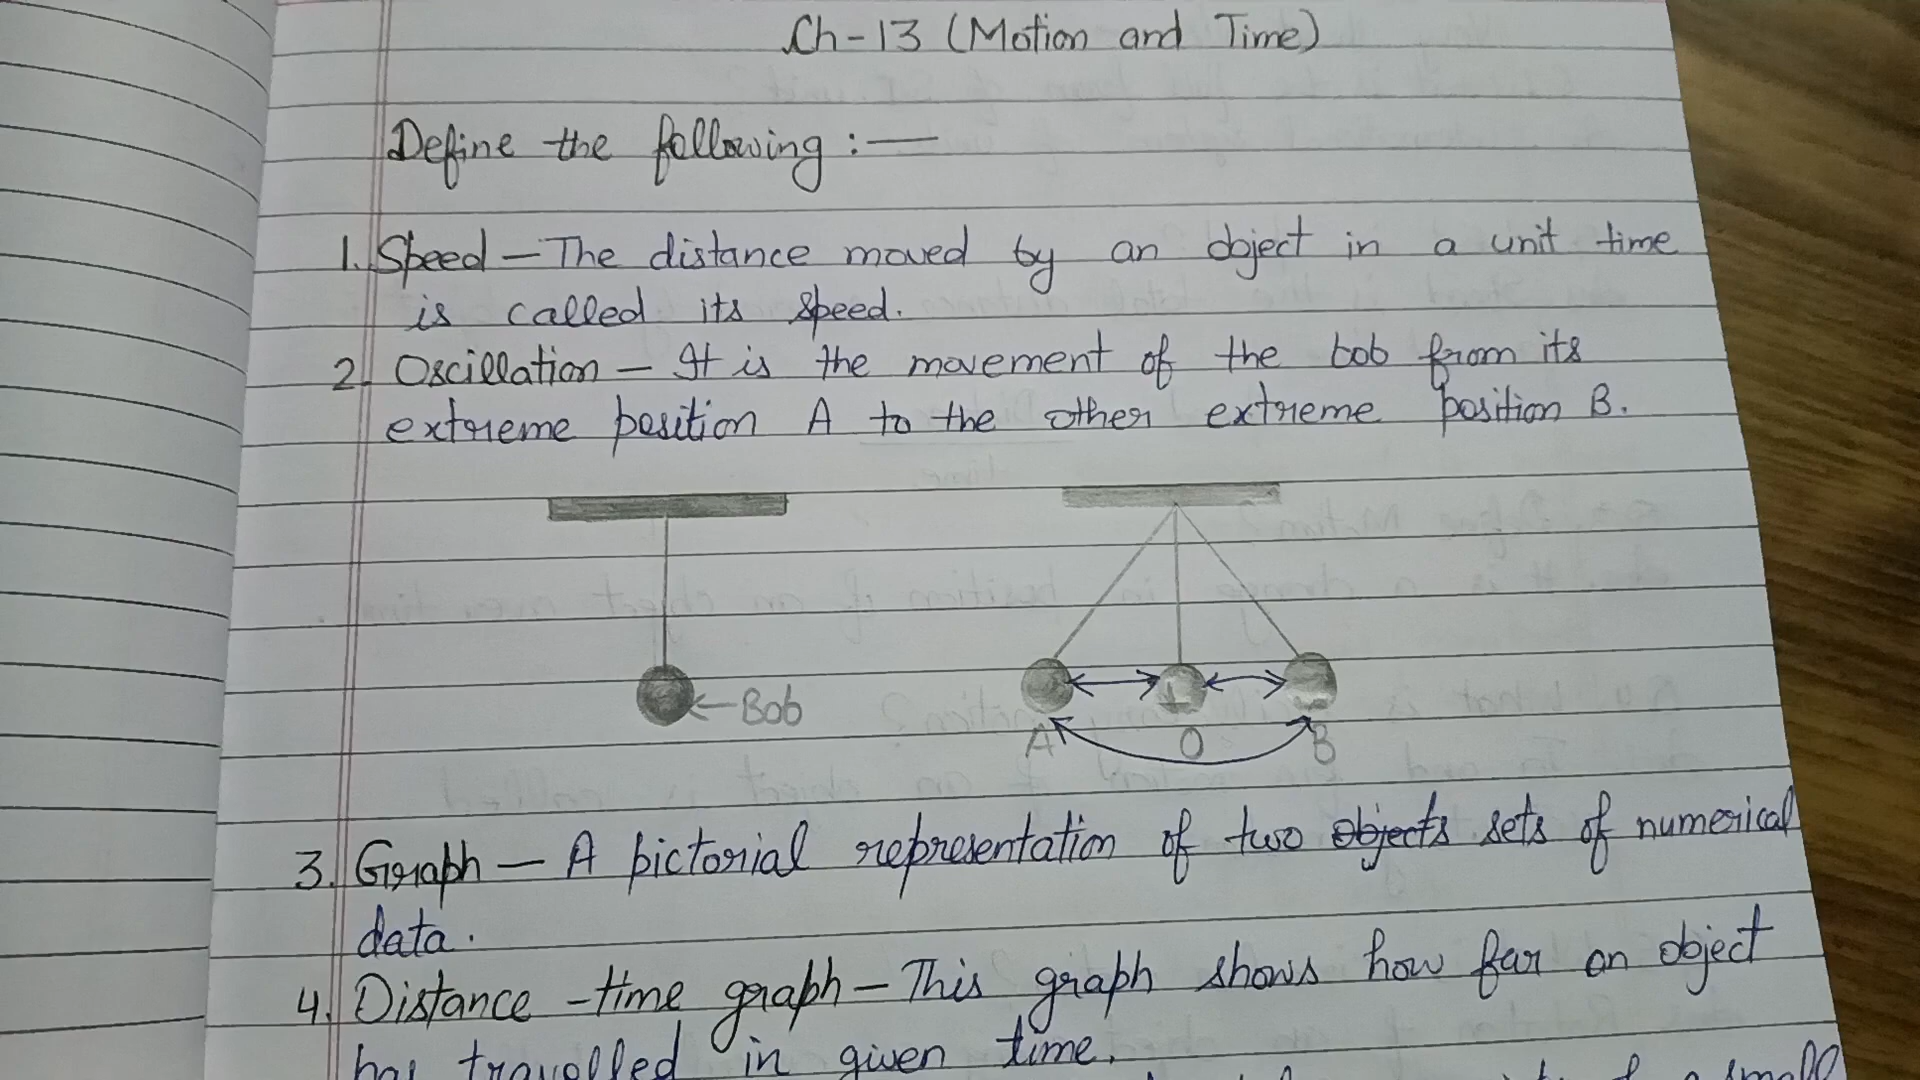 Ch-13 (Motion and Time)
Define the following :—
1. Speed — The distance moved by an object in a unit time
is called its speed.
2. Oscillation — It is the movement of the bob from its
extreme position A to the other extreme position B.
←Bob
A O B
3. Graph — A pictorial representation of two objects sets of numerical
data.
4. Distance -time graph — This graph shows how far an object
has travelled in given time.
small